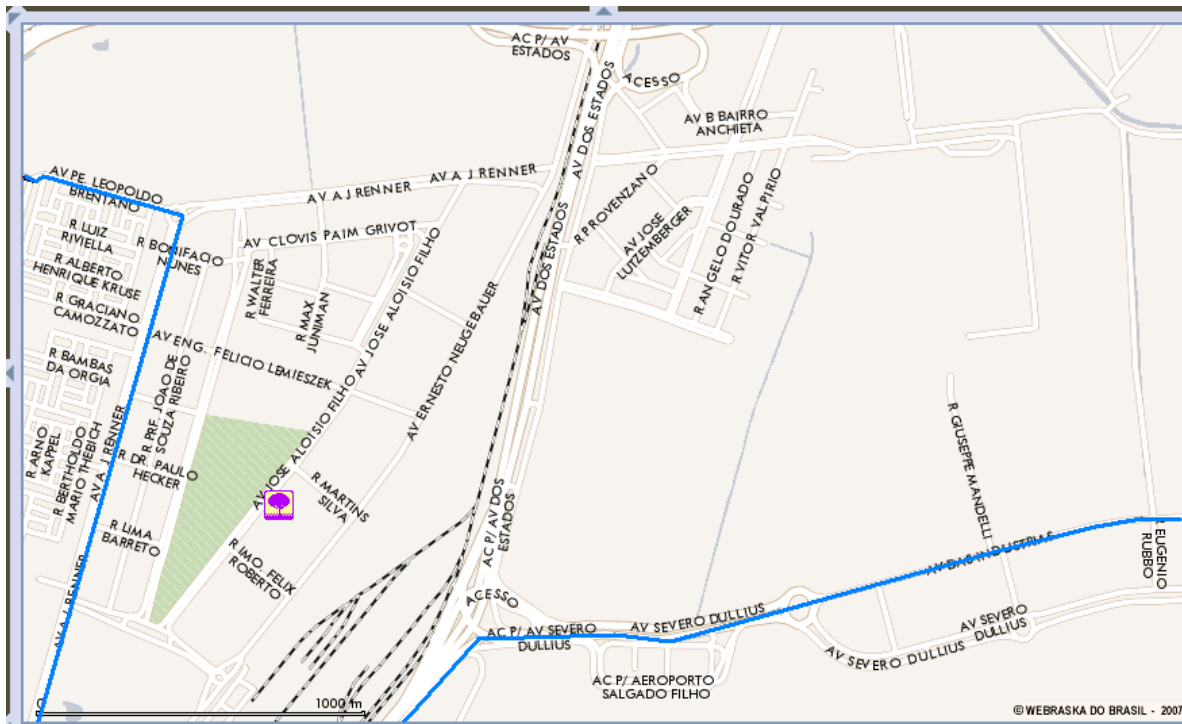 AC P/ AV
ESTADOS
ACESSO
AV DOS ESTADOS
AV B BAIRRO
ANCHIETA
AV PE. LEOPOLDO
BRENTANO
AV A J RENNER
AV A J RENNER
R PROVENZANO
R LUIZ
RIVIELLA
R BONIFACIO
NUNES
AV CLOVIS PAIM GRIVOT
AV JOSE
LUTZEMBERGER
R ANGELO DOURADO
R VITOR VALPIRIO
R ALBERTO
HENRIQUE KRUSE
R WALTER
FERREIRA
R MAX
JUNIMAN
AV JOSE ALOISIO FILHO
AV DOS ESTADOS
R GRACIANO
CAMOZZATO
AV ENG. FELICIO LEMIESZEK
AV ERNESTO NEUGEBAUER
R BAMBAS
DA ORGIA
R PRF. JOAO DE
SOUZA RIBEIRO
AV JOSE ALOISIO FILHO
R ARNO
KAPPEL
R BERTHOLDO
MARIO THEBICH
AV A J RENNER
R DR. PAULO
HECKER
R MARTINS
SILVA
R GIUSEPPE MANDELLI
R LIMA
BARRETO
R IMO. FELIX
ROBERTO
AC P/ AV DOS
ESTADOS
AV DAS INDUSTRIAS
R EUGENIO
RUBBO
AV A J RENNER
ACESSO
AC P/ AV SEVERO
DULLIUS
AV SEVERO DULLIUS
AV SEVERO
DULLIUS
AV SEVERO DULLIUS
AC P/ AEROPORTO
SALGADO FILHO
0
1000 m
© WEBRASKA DO BRASIL - 2007